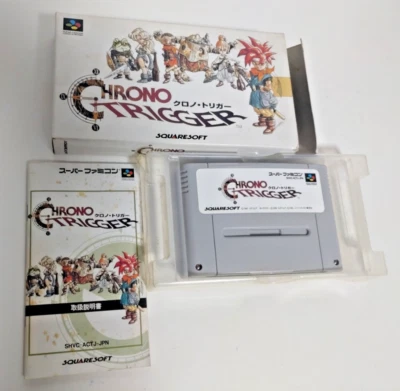 CHRONO
クロノ・トリガー
TRIGGER
SQUARESOFT
CHRONO
スーパーファミコン
CHRONO
クロノ・トリガー
TRIGGER
取扱説明書
SHVC-ACTJ-JPN
SQUARESOFT
スーパーファミコン
CHRONO
クロノ・トリガー
TRIGGER
SQUARESOFT